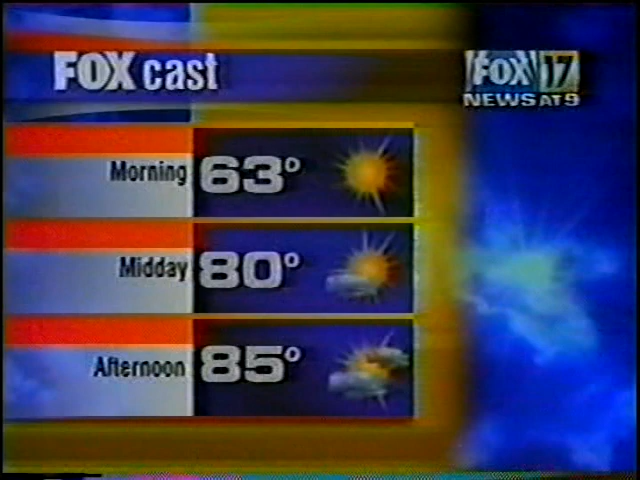 FOX cast
FOX 17
NEWS AT 9
Morning 63°
Midday 80°
Afternoon 85°